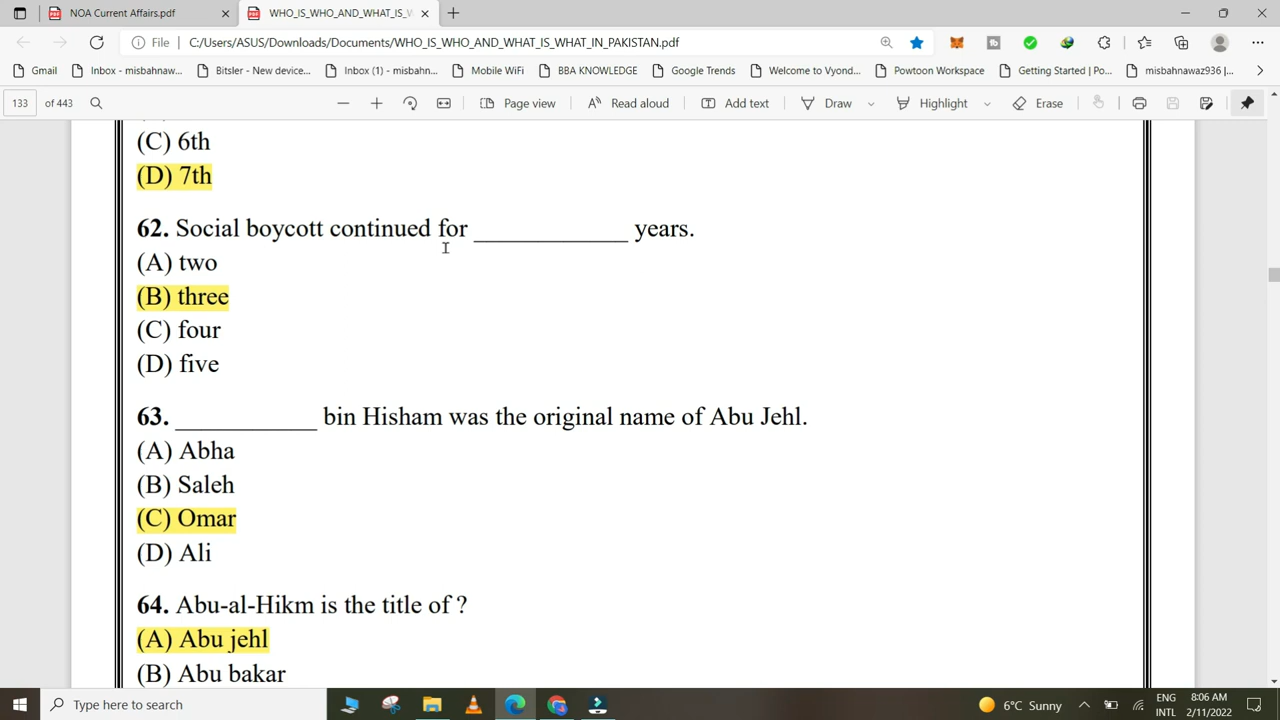 NOA Current Affairs.pdf
WHO_IS_WHO_AND_WHAT_IS_W
File
C:/Users/ASUS/Downloads/Documents/WHO_IS_WHO_AND_WHAT_IS_WHAT_IN_PAKISTAN.pdf
Gmail
Inbox - misbahnaw...
Bitsler - New device...
Inbox (1) - misbahn...
Mobile WiFi
BBA KNOWLEDGE
Google Trends
Welcome to Vyond...
Powtoon Workspace
Getting Started | Po...
misbahnawaz936 |...
133 of 443
Page view
Read aloud
Add text
Draw
Highlight
Erase
(C) 6th
(D) 7th
62. Social boycott continued for ____________ years.
(A) two
(B) three
(C) four
(D) five
63. ___________ bin Hisham was the original name of Abu Jehl.
(A) Abha
(B) Saleh
(C) Omar
(D) Ali
64. Abu-al-Hikm is the title of ?
(A) Abu jehl
(B) Abu bakar
Type here to search
6°C Sunny
ENG
INTL
8:06 AM
2/11/2022